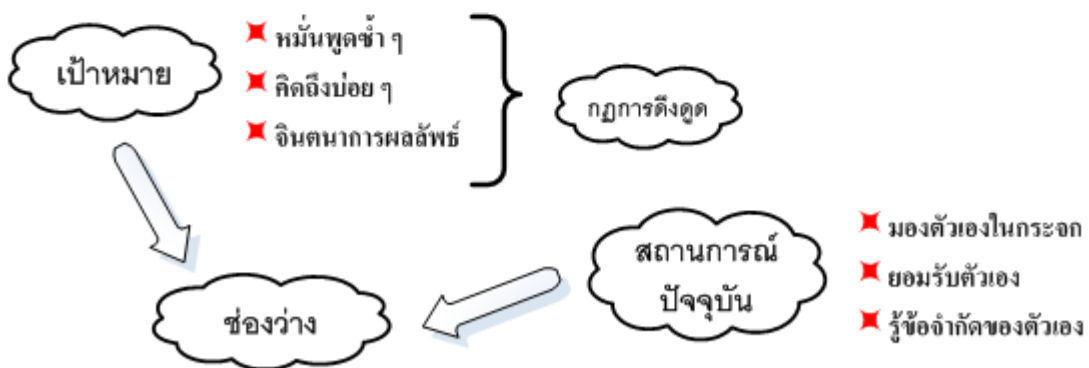 เป้าหมาย
หมั่นพูดซ้ำ ๆ
คิดถึงบ่อย ๆ
จินตนาการผลลัพธ์
กฏการดึงดูด
สถานการณ์
ปัจจุบัน
มองตัวเองในกระจก
ยอมรับตัวเอง
รู้ข้อจำกัดของตัวเอง
ช่องว่าง